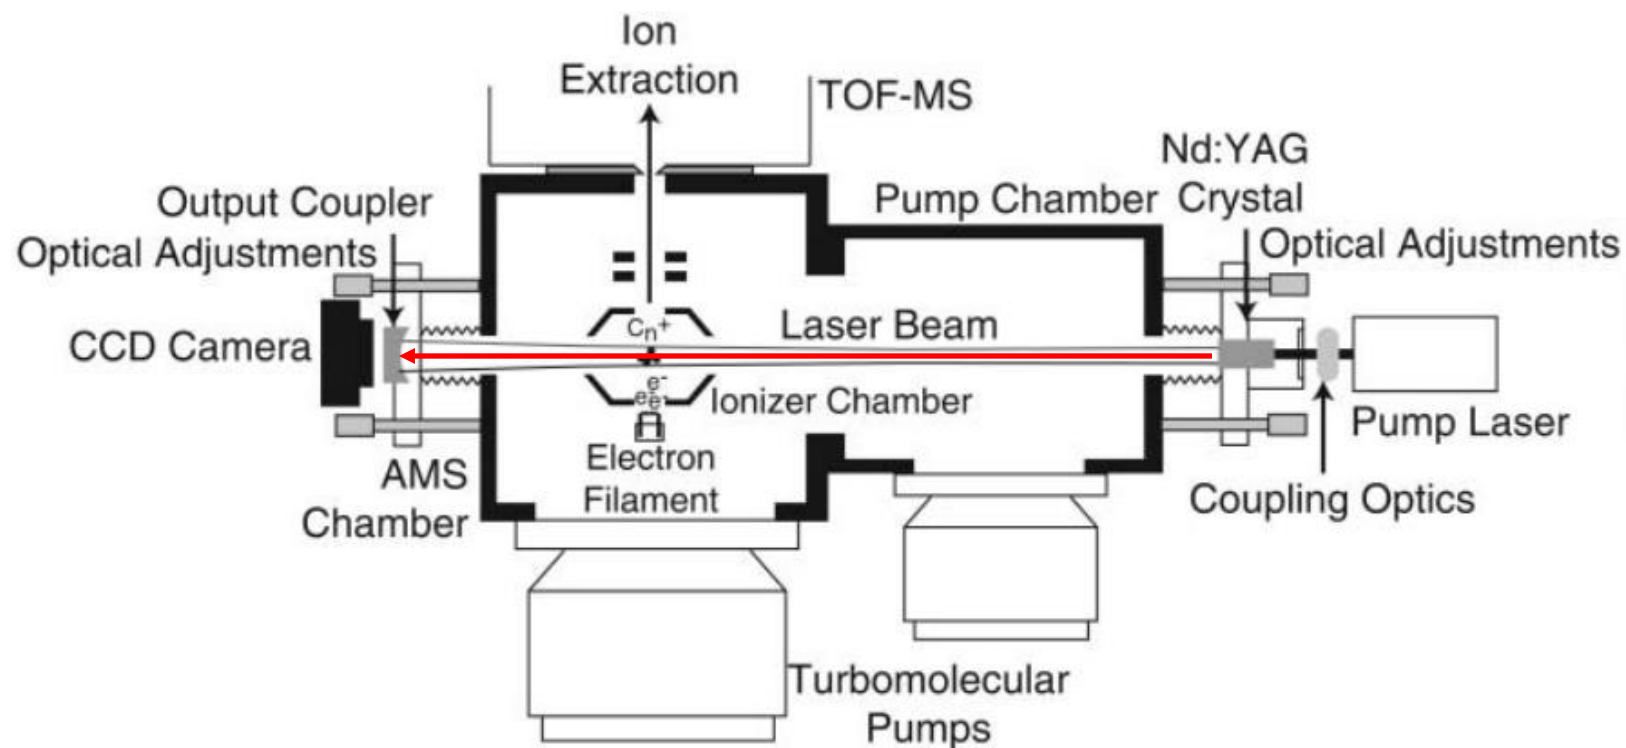 Ion
Extraction
TOF-MS
Nd:YAG
Crystal
Pump Chamber
Output Coupler
Optical Adjustments
Optical Adjustments
CCD Camera
Cn+
Laser Beam
e-
e-e-
Ionizer Chamber
Pump Laser
Electron
Filament
AMS
Chamber
Coupling Optics
Turbomolecular
Pumps